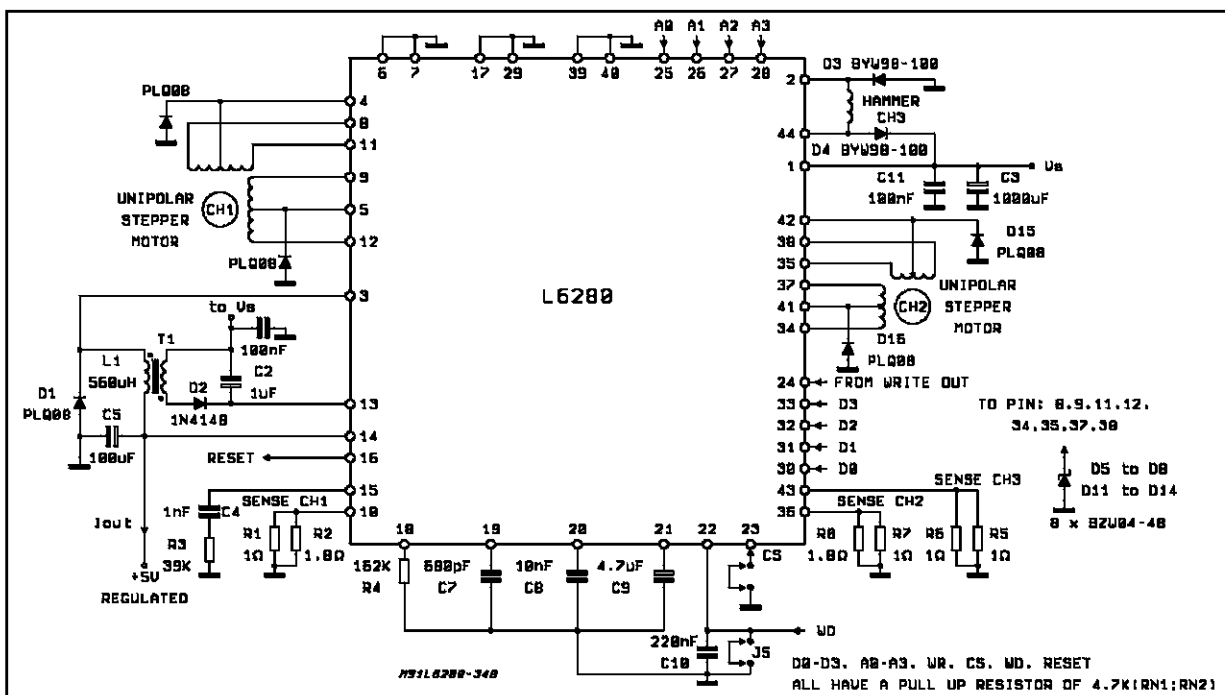 A0 A1 A2 A3
6 7 17 29 39 40 25 26 27 28
D3 BYW98-100
2
HAMMER
CH3
44
D4 BYW98-100
1
Vs
C11
100nF
C3
1000uF
PLQ08
4
8
11
9
5
12
UNIPOLAR
STEPPER
MOTOR
CH1
PLQ08
42
38
35
37
41
34
D15
PLQ08
UNIPOLAR
STEPPER
MOTOR
CH2
D16
PLQ08
L6280
3
to Vs
100nF
T1
L1
560uH
C2
1uF
D2
1N4148
D1
PLQ08
C5
100uF
13
14
RESET
16
15
10
1nF
C4
R3
39K
Iout
+5V
REGULATED
SENSE CH1
R1
1Ω
R2
1.8Ω
24 FROM WRITE OUT
33 D3
32 D2
31 D1
30 D0
43
36
TO PIN: 8.9.11.12.
34.35.37.38
D5 to D8
D11 to D14
8 x BZW04-48
SENSE CH3
SENSE CH2
R8
1.8Ω
R7
1Ω
R6
1Ω
R5
1Ω
18 19 20 21 22 23
CS
R4
680pF
C7
10nF
C8
4.7uF
C9
220nF
C10
WD
J5
M91L6280-34B
D0-D3. A0-A3. WR. CS. WD. RESET
ALL HAVE A PULL UP RESISTOR OF 4.7K(RN1;RN2)